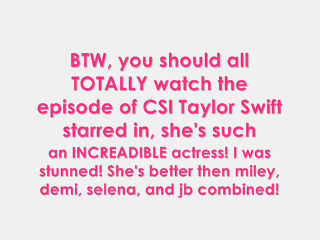 BTW, you should all
TOTALLY watch the
episode of CSI Taylor Swift
starred in, she's such
an INCREADIBLE actress! I was
stunned! She's better then miley,
demi, selena, and jb combined!